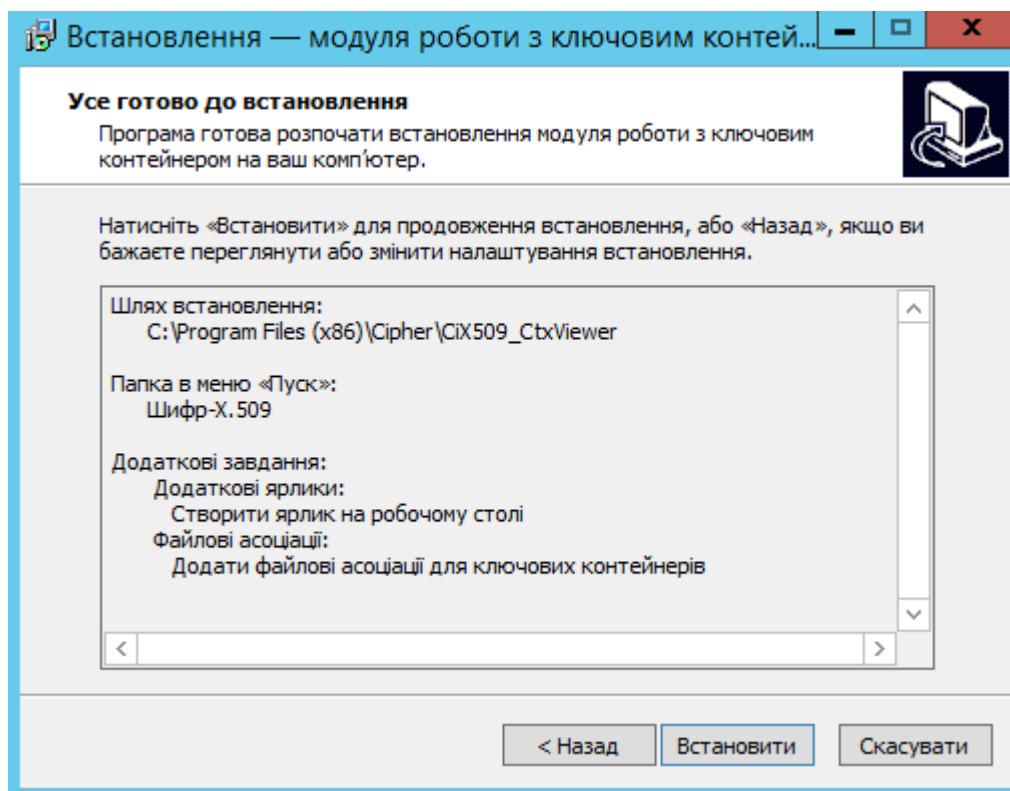 Встановлення — модуля роботи з ключовим контей...
Усе готово до встановлення
Програма готова розпочати встановлення модуля роботи з ключовим
контейнером на ваш комп'ютер.
Натисніть «Встановити» для продовження встановлення, або «Назад», якщо ви
бажаєте переглянути або змінити налаштування встановлення.
Шлях встановлення:
C:\Program Files (x86)\Cipher\CiX509_CtxViewer
Папка в меню «Пуск»:
Шифр-X.509
Додаткові завдання:
Додаткові ярлики:
Створити ярлик на робочому столі
Файлові асоціації:
Додати файлові асоціації для ключових контейнерів
< Назад
Встановити
Скасувати